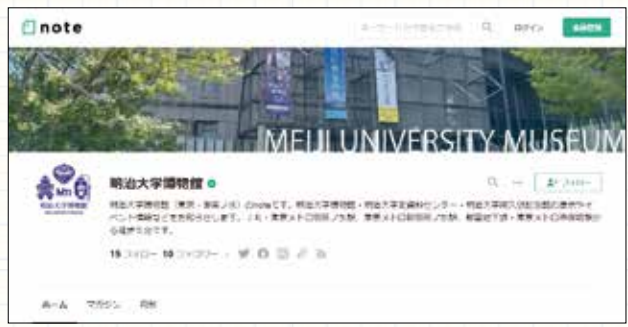 note
ログイン
会員登録
MEIJI UNIVERSITY MUSEUM
明治大学博物館
明治大学博物館（東京・御茶ノ水）のnoteです。明治大学博物館・明治大学史資料センター・明治大学阿久悠記念館の展示やイ
ベント情報などをお知らせします。
15 フォロー 10 フォロワー
ホーム マガジン 月別